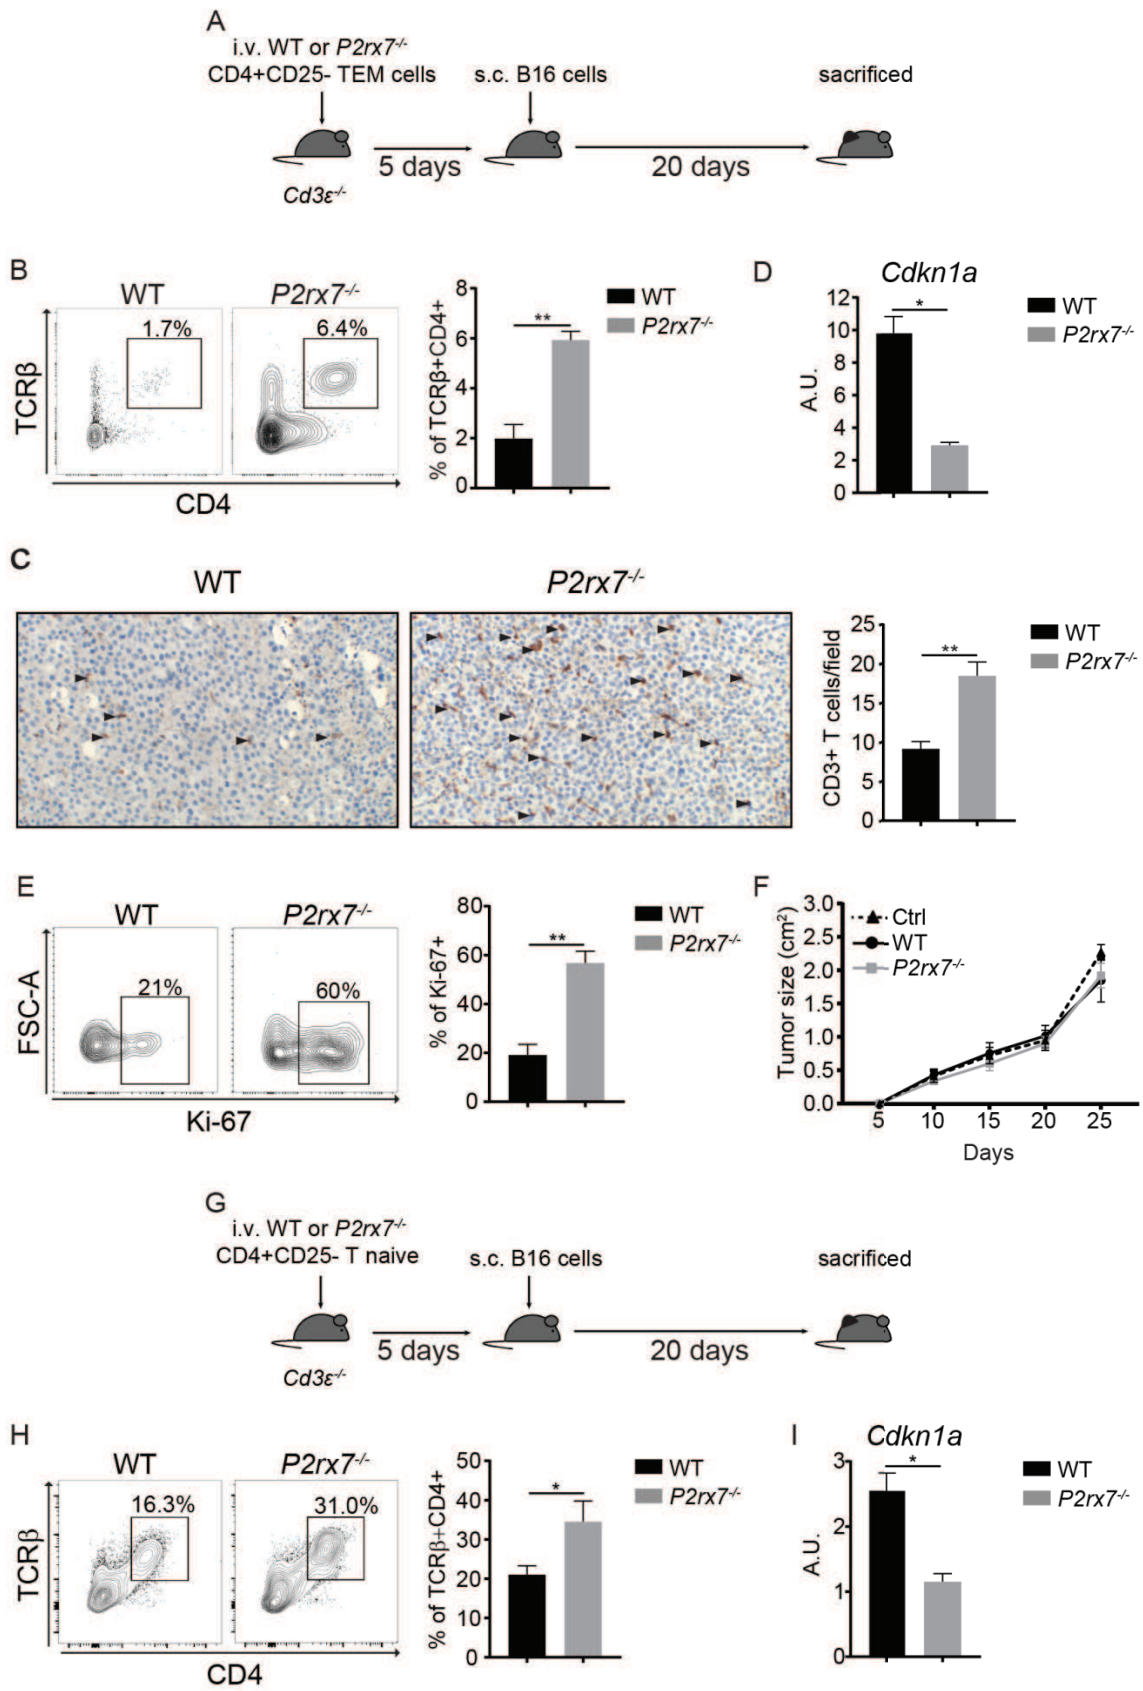 A
i.v. WT or P2rx7-/-
CD4+CD25- TEM cells
s.c. B16 cells
sacrificed
5 days
20 days
Cd3ε-/-
B
WT
P2rx7-/-
1.7%
6.4%
TCRβ
CD4
% of TCRβ+CD4+
8
6
4
2
0
**
WT
P2rx7-/-
D
Cdkn1a
A.U.
12
10
8
6
4
2
0
*
WT
P2rx7-/-
C
WT
P2rx7-/-
CD3+ T cells/field
25
20
15
10
5
0
**
WT
P2rx7-/-
E
WT
P2rx7-/-
21%
60%
FSC-A
Ki-67
% of Ki-67+
80
60
40
20
0
**
WT
P2rx7-/-
F
Tumor size (cm2)
3.0
2.5
2.0
1.5
1.0
0.5
0.0
Ctrl
WT
P2rx7-/-
5 10 15 20 25
Days
G
i.v. WT or P2rx7-/-
CD4+CD25- T naive
s.c. B16 cells
sacrificed
5 days
20 days
Cd3ε-/-
H
WT
P2rx7-/-
16.3%
31.0%
TCRβ
CD4
% of TCRβ+CD4+
50
40
30
20
10
0
*
WT
P2rx7-/-
I
Cdkn1a
A.U.
3
2
1
0
*
WT
P2rx7-/-